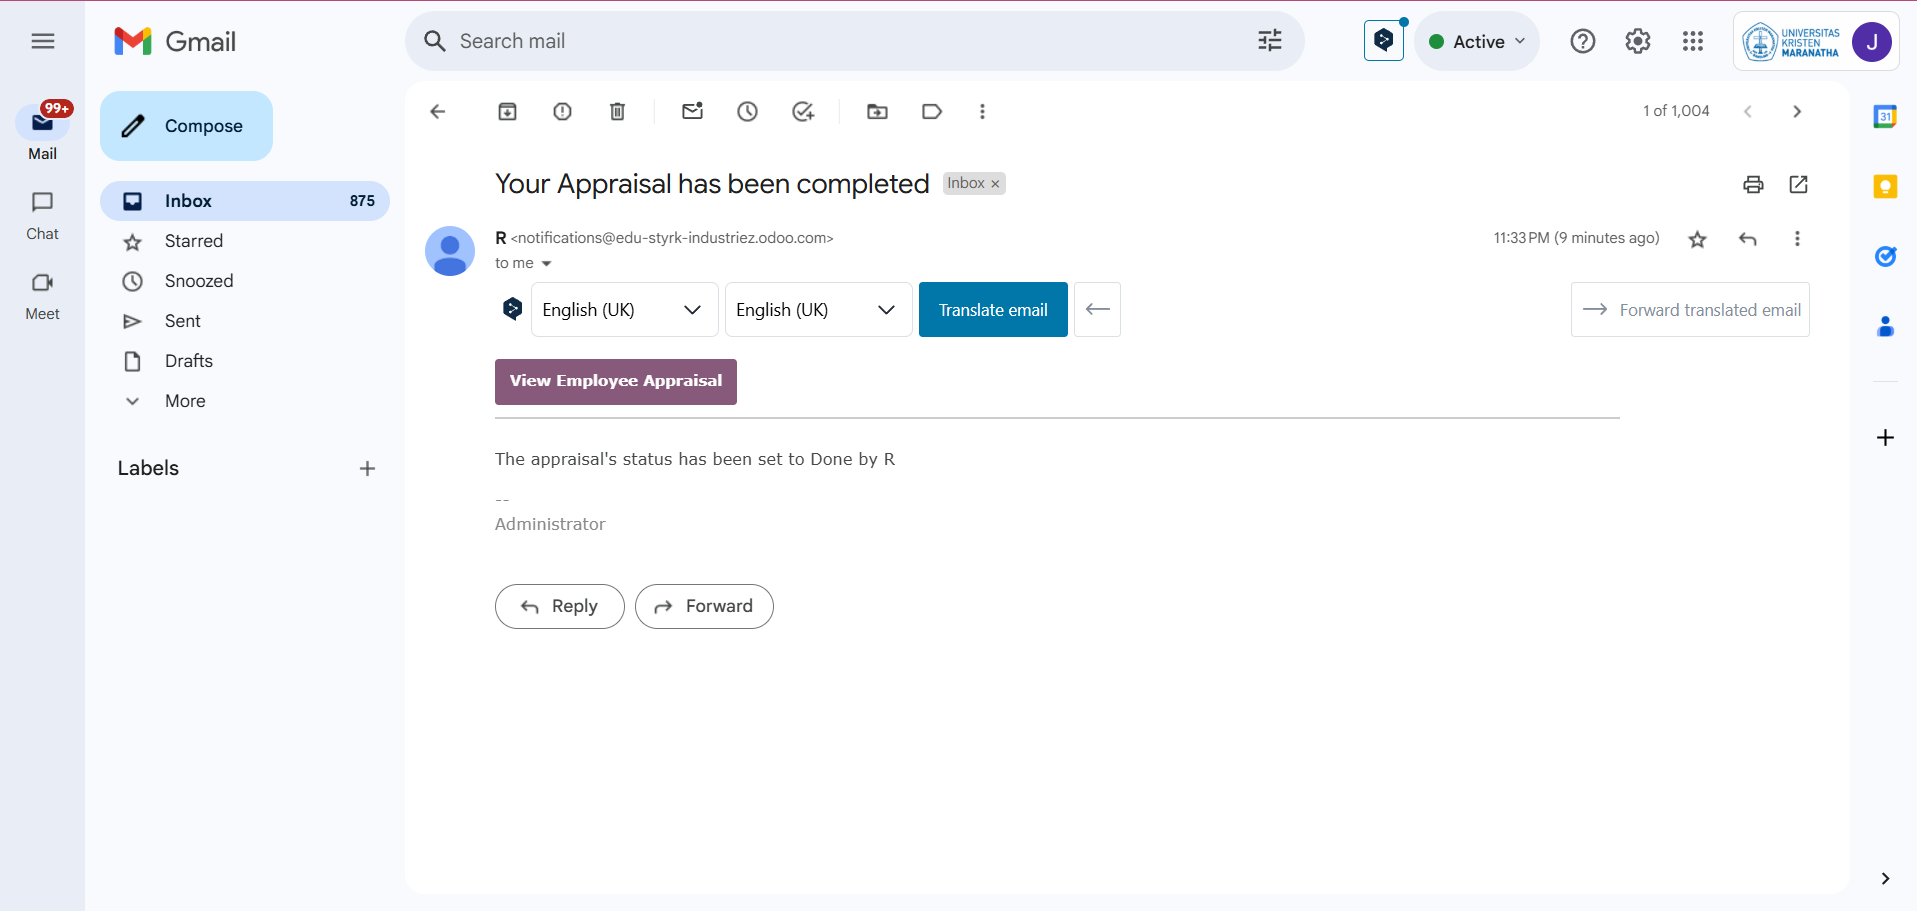 Gmail
Search mail
Active
UNIVERSITAS
KRISTEN
MARANATHA
J
99+
Mail
Chat
Meet
Compose
Inbox 875
Starred
Snoozed
Sent
Drafts
More
Labels
1 of 1,004
Your Appraisal has been completed
Inbox ×
R <notifications@edu-styrk-industriez.odoo.com>
11:33 PM (9 minutes ago)
to me
English (UK)
English (UK)
Translate email
Forward translated email
View Employee Appraisal
The appraisal's status has been set to Done by R
--
Administrator
Reply
Forward
31